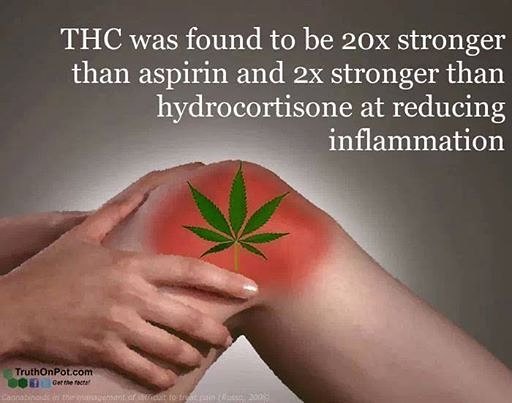 THC was found to be 20x stronger
than aspirin and 2x stronger than
hydrocortisone at reducing
inflammation
TruthOnPot.com
Get the facts!
Cannabinoids in the management of difficult to treat pain (Russo, 2008)